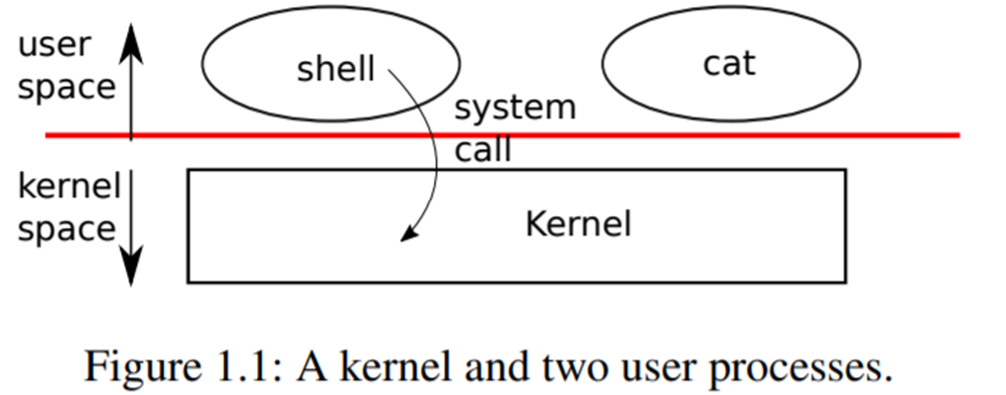 user
space
shell
cat
system
call
kernel
space
Kernel
Figure 1.1: A kernel and two user processes.